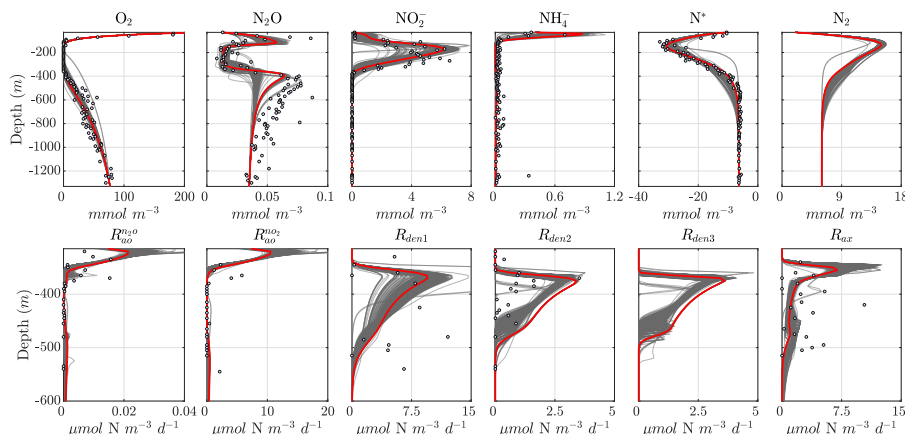 O₂ N₂O NO₂⁻ NH₄⁻ N* N₂
Depth (m)
-200
-400
-600
-800
-1000
-1200
0 100 200 0 0.05 0.1 0 4 8 0 0.6 1.2 -40 -20 0 0 9 18
mmol m⁻³ mmol m⁻³ mmol m⁻³ mmol m⁻³ mmol m⁻³ mmol m⁻³
Rₐₒⁿ²ᵒ Rₐₒⁿᵒ² R_den1 R_den2 R_den3 Rₐₓ
Depth (m)
-400
-500
-600
0 0.02 0.04 0 10 20 0 7.5 15 0 2.5 5 0 2.5 5 0 7.5 15
μmol N m⁻³ d⁻¹ μmol N m⁻³ d⁻¹ μmol N m⁻³ d⁻¹ μmol N m⁻³ d⁻¹ μmol N m⁻³ d⁻¹ μmol N m⁻³ d⁻¹